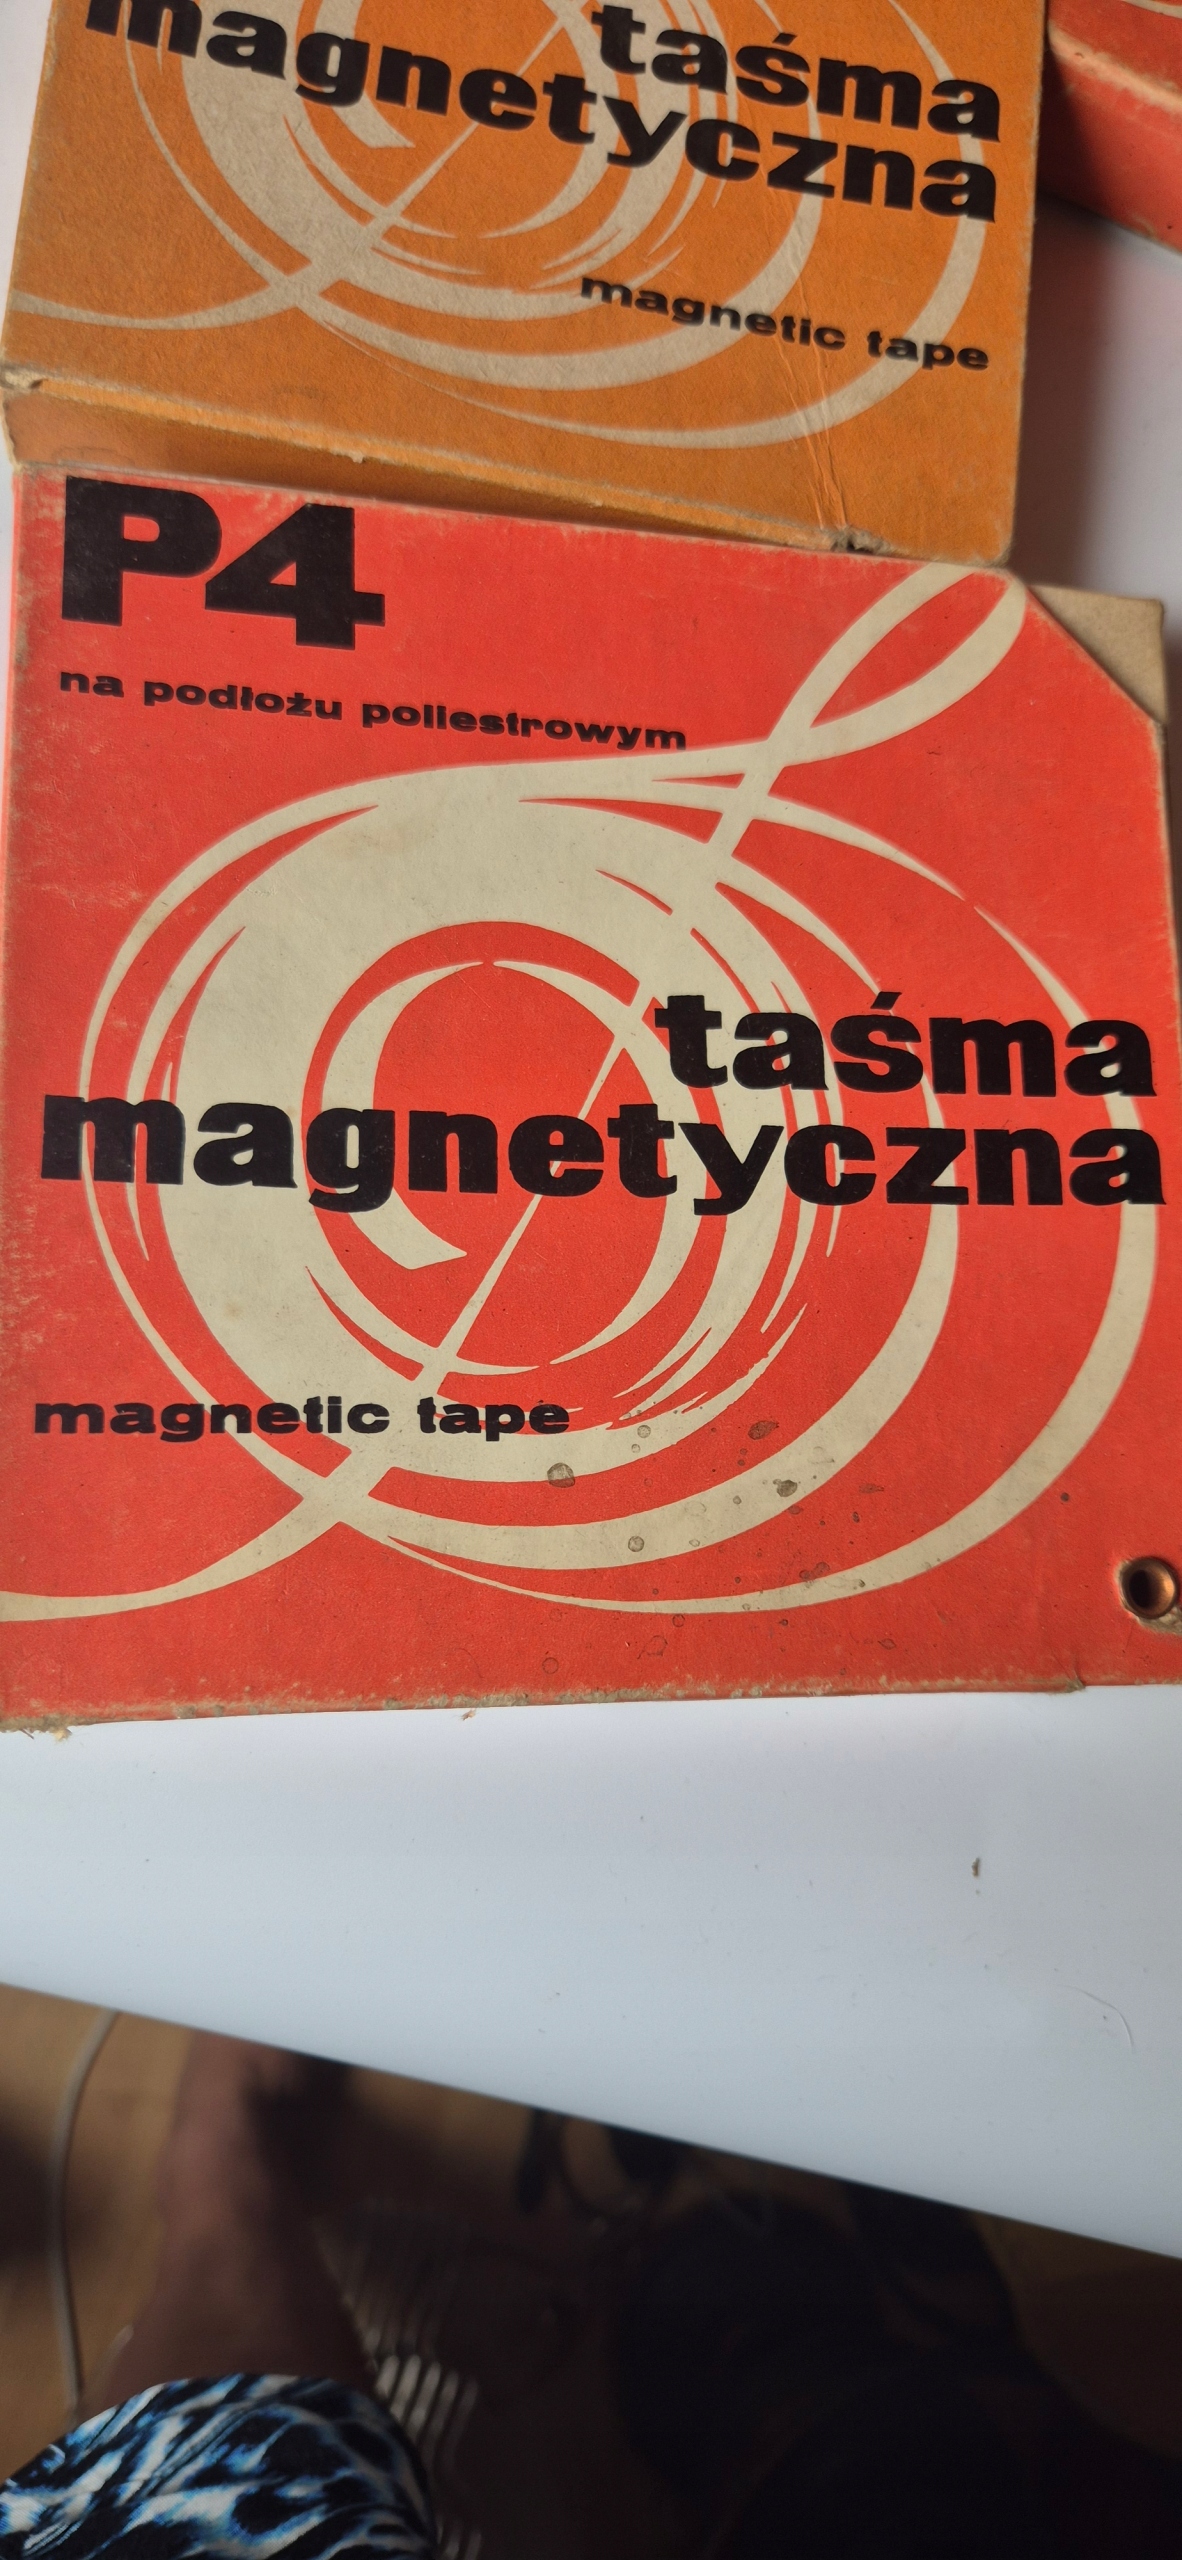 taśma
magnetyczna
magnetic tape
P4
na podłożu poliestrowym
taśma
magnetyczna
magnetic tape